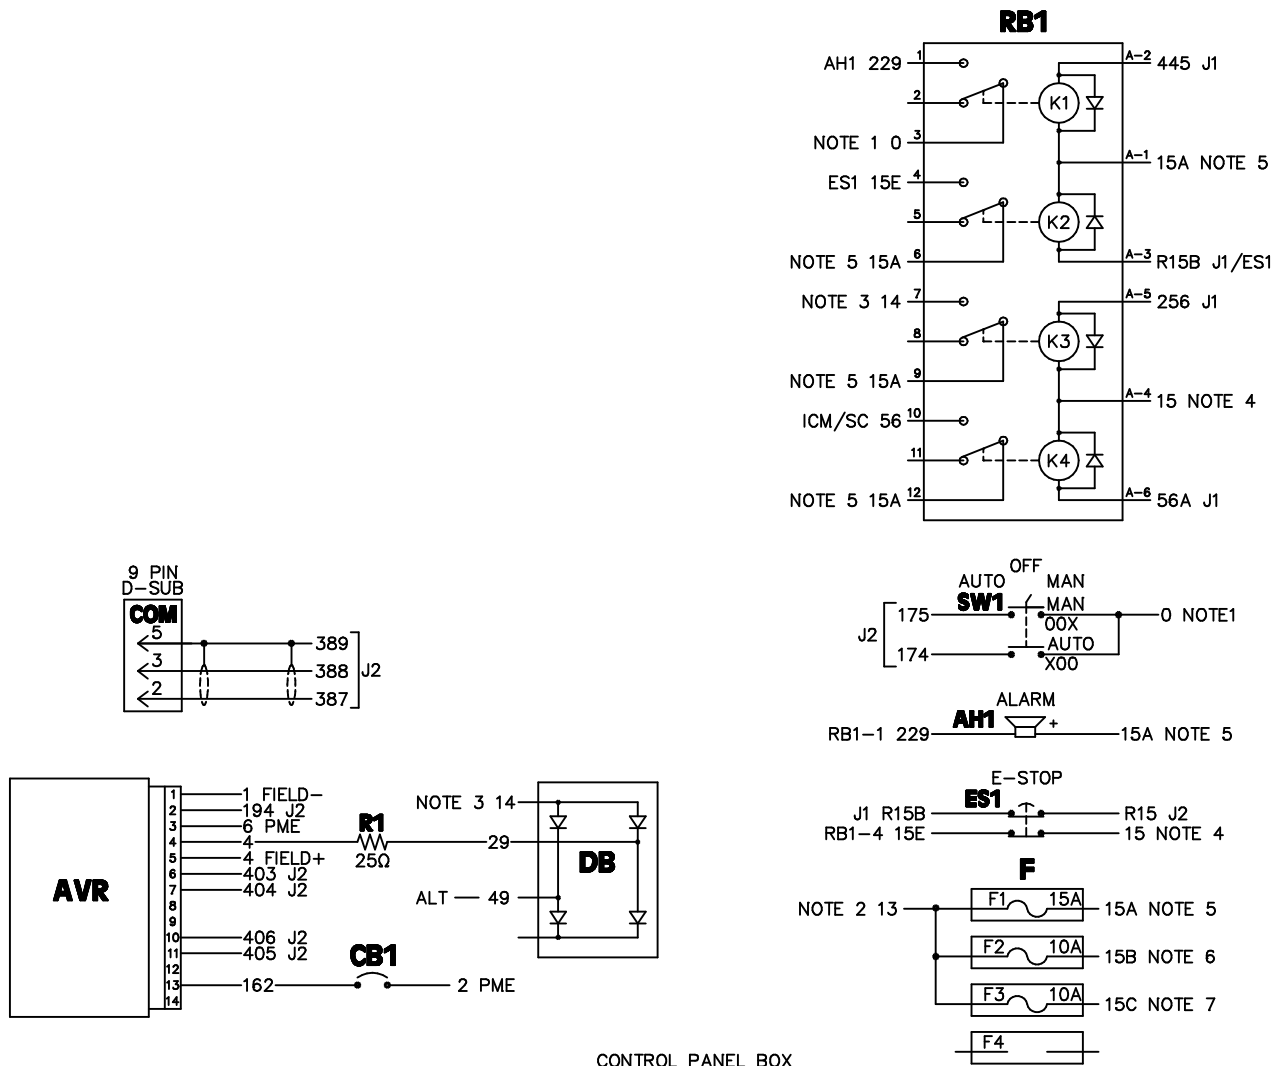 RB1
AH1 229 1
2
NOTE 1 0 3
ES1 15E 4
5
NOTE 5 15A 6
NOTE 3 14 7
8
NOTE 5 15A 9
ICM/SC 56 10
11
NOTE 5 15A 12
K1
K2
K3
K4
A-2 445 J1
A-1 15A NOTE 5
A-3 R15B J1/ES1
A-5 256 J1
A-4 15 NOTE 4
A-6 56A J1
9 PIN
D-SUB
COM
5 389
3 388 J2
2 387
OFF
AUTO MAN
SW1 MAN
J2 175 00X 0 NOTE1
174 AUTO
X00
ALARM
AH1 +
RB1-1 229 15A NOTE 5
E-STOP
ES1
J1 R15B R15 J2
RB1-4 15E 15 NOTE 4
F
NOTE 2 13 F1 15A 15A NOTE 5
F2 10A 15B NOTE 6
F3 10A 15C NOTE 7
F4
AVR
1 1 FIELD-
2 194 J2
3 6 PME
4 4
5 4 FIELD+
6 403 J2
7 404 J2
8
9
10 406 J2
11 405 J2
12
13 162
14
R1
25Ω
CB1
2 PME
NOTE 3 14
29
DB
ALT 49
CONTROL PANEL BOX